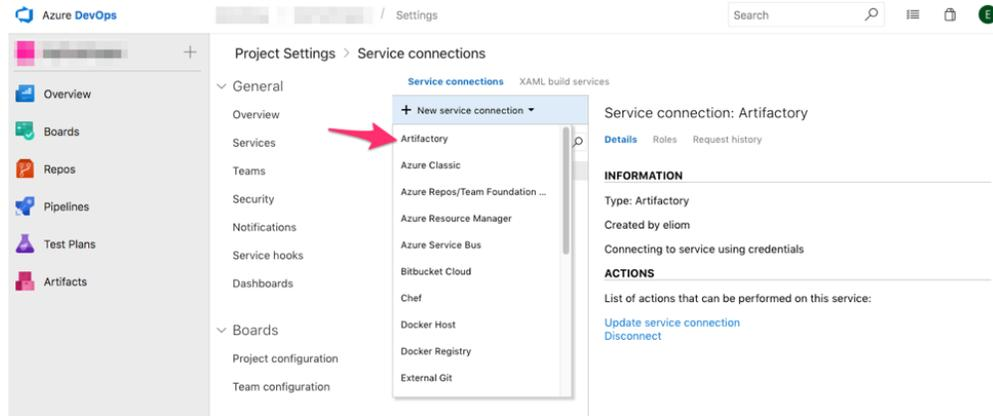 Azure DevOps
/ Settings
Search
E
Project Settings > Service connections
Overview
Boards
Repos
Pipelines
Test Plans
Artifacts
General
Overview
Services
Teams
Security
Notifications
Service hooks
Dashboards
Boards
Project configuration
Team configuration
Service connections XAML build services
+ New service connection
Artifactory
Azure Classic
Azure Repos/Team Foundation ...
Azure Resource Manager
Azure Service Bus
Bitbucket Cloud
Chef
Docker Host
Docker Registry
External Git
Service connection: Artifactory
Details Roles Request history
INFORMATION
Type: Artifactory
Created by eliom
Connecting to service using credentials
ACTIONS
List of actions that can be performed on this service:
Update service connection
Disconnect